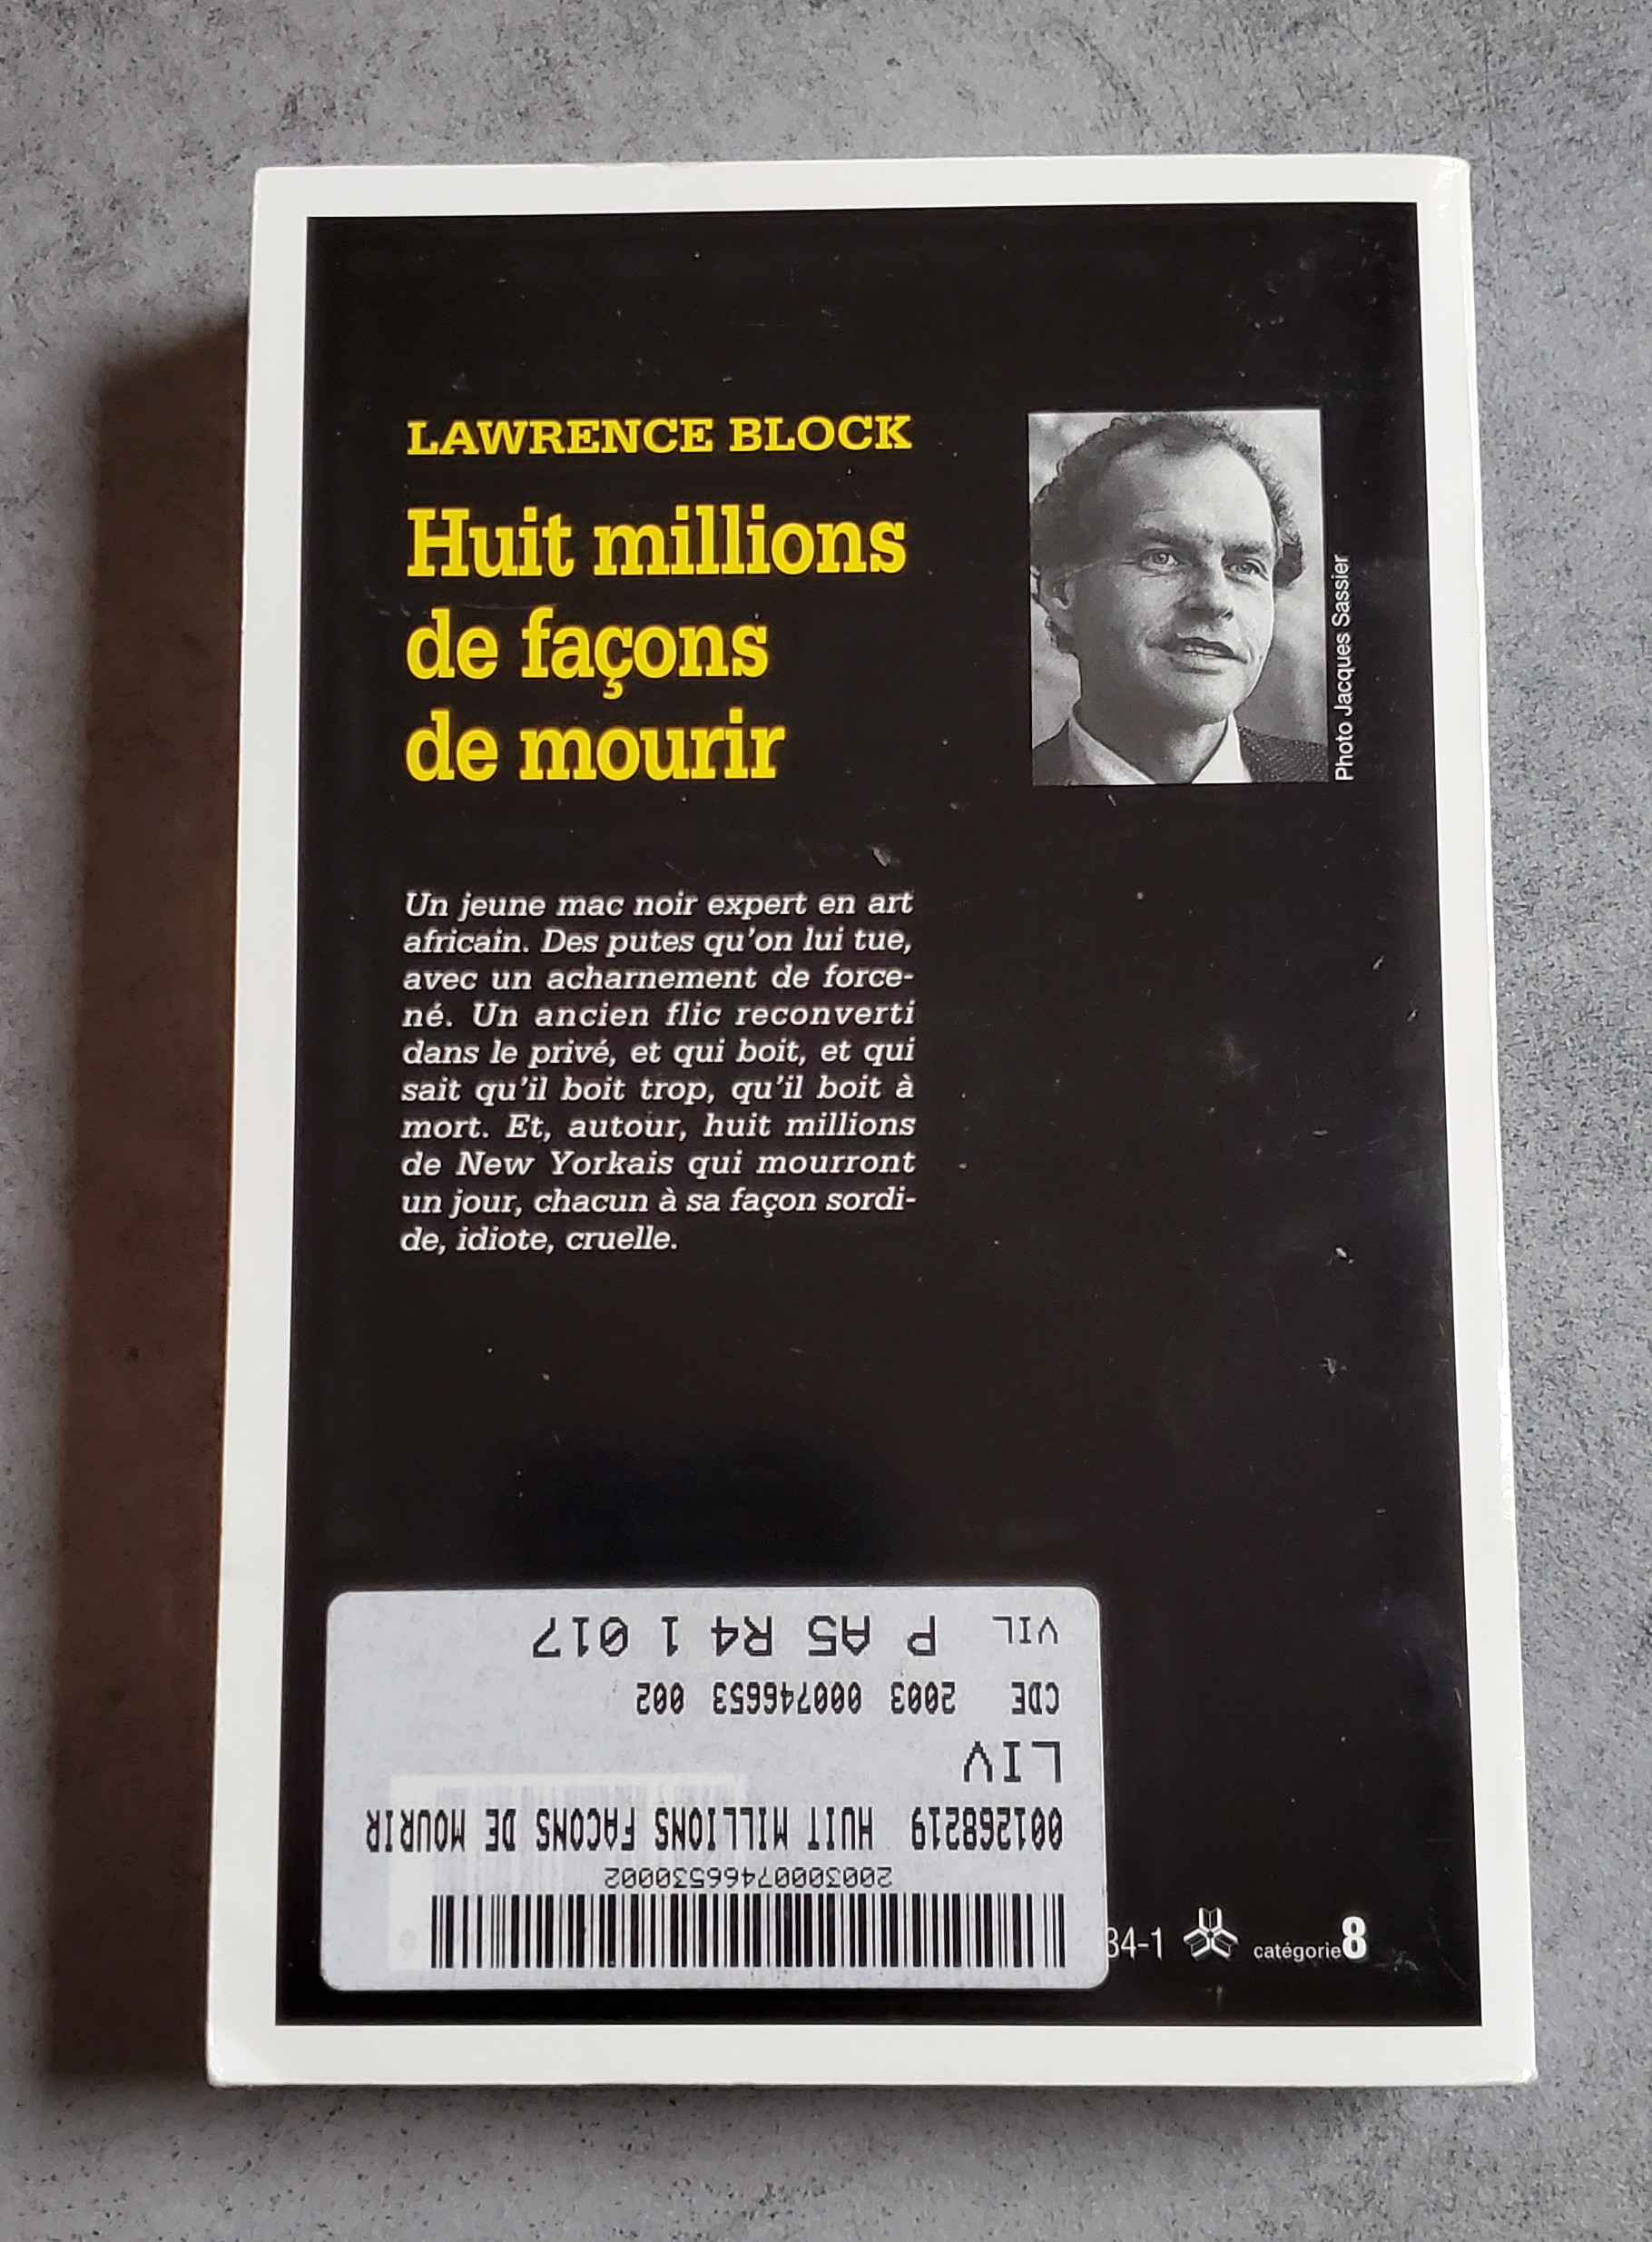 LAWRENCE BLOCK
Huit millions
de façons
de mourir
Photo Jacques Sassier
Un jeune mac noir expert en art
africain. Des putes qu'on lui tue,
avec un acharnement de force-
né. Un ancien flic reconverti
dans le privé, et qui boit, et qui
sait qu'il boit trop, qu'il boit à
mort. Et, autour, huit millions
de New Yorkais qui mourront
un jour, chacun à sa façon sordi-
de, idiote, cruelle.
34-1 catégorie 8
20030007466530002
001268219 HUIT MILLIONS FACONS DE MOURIR
LIV
CDE 2003 000746653 002
VIL P A5 R4 1 017